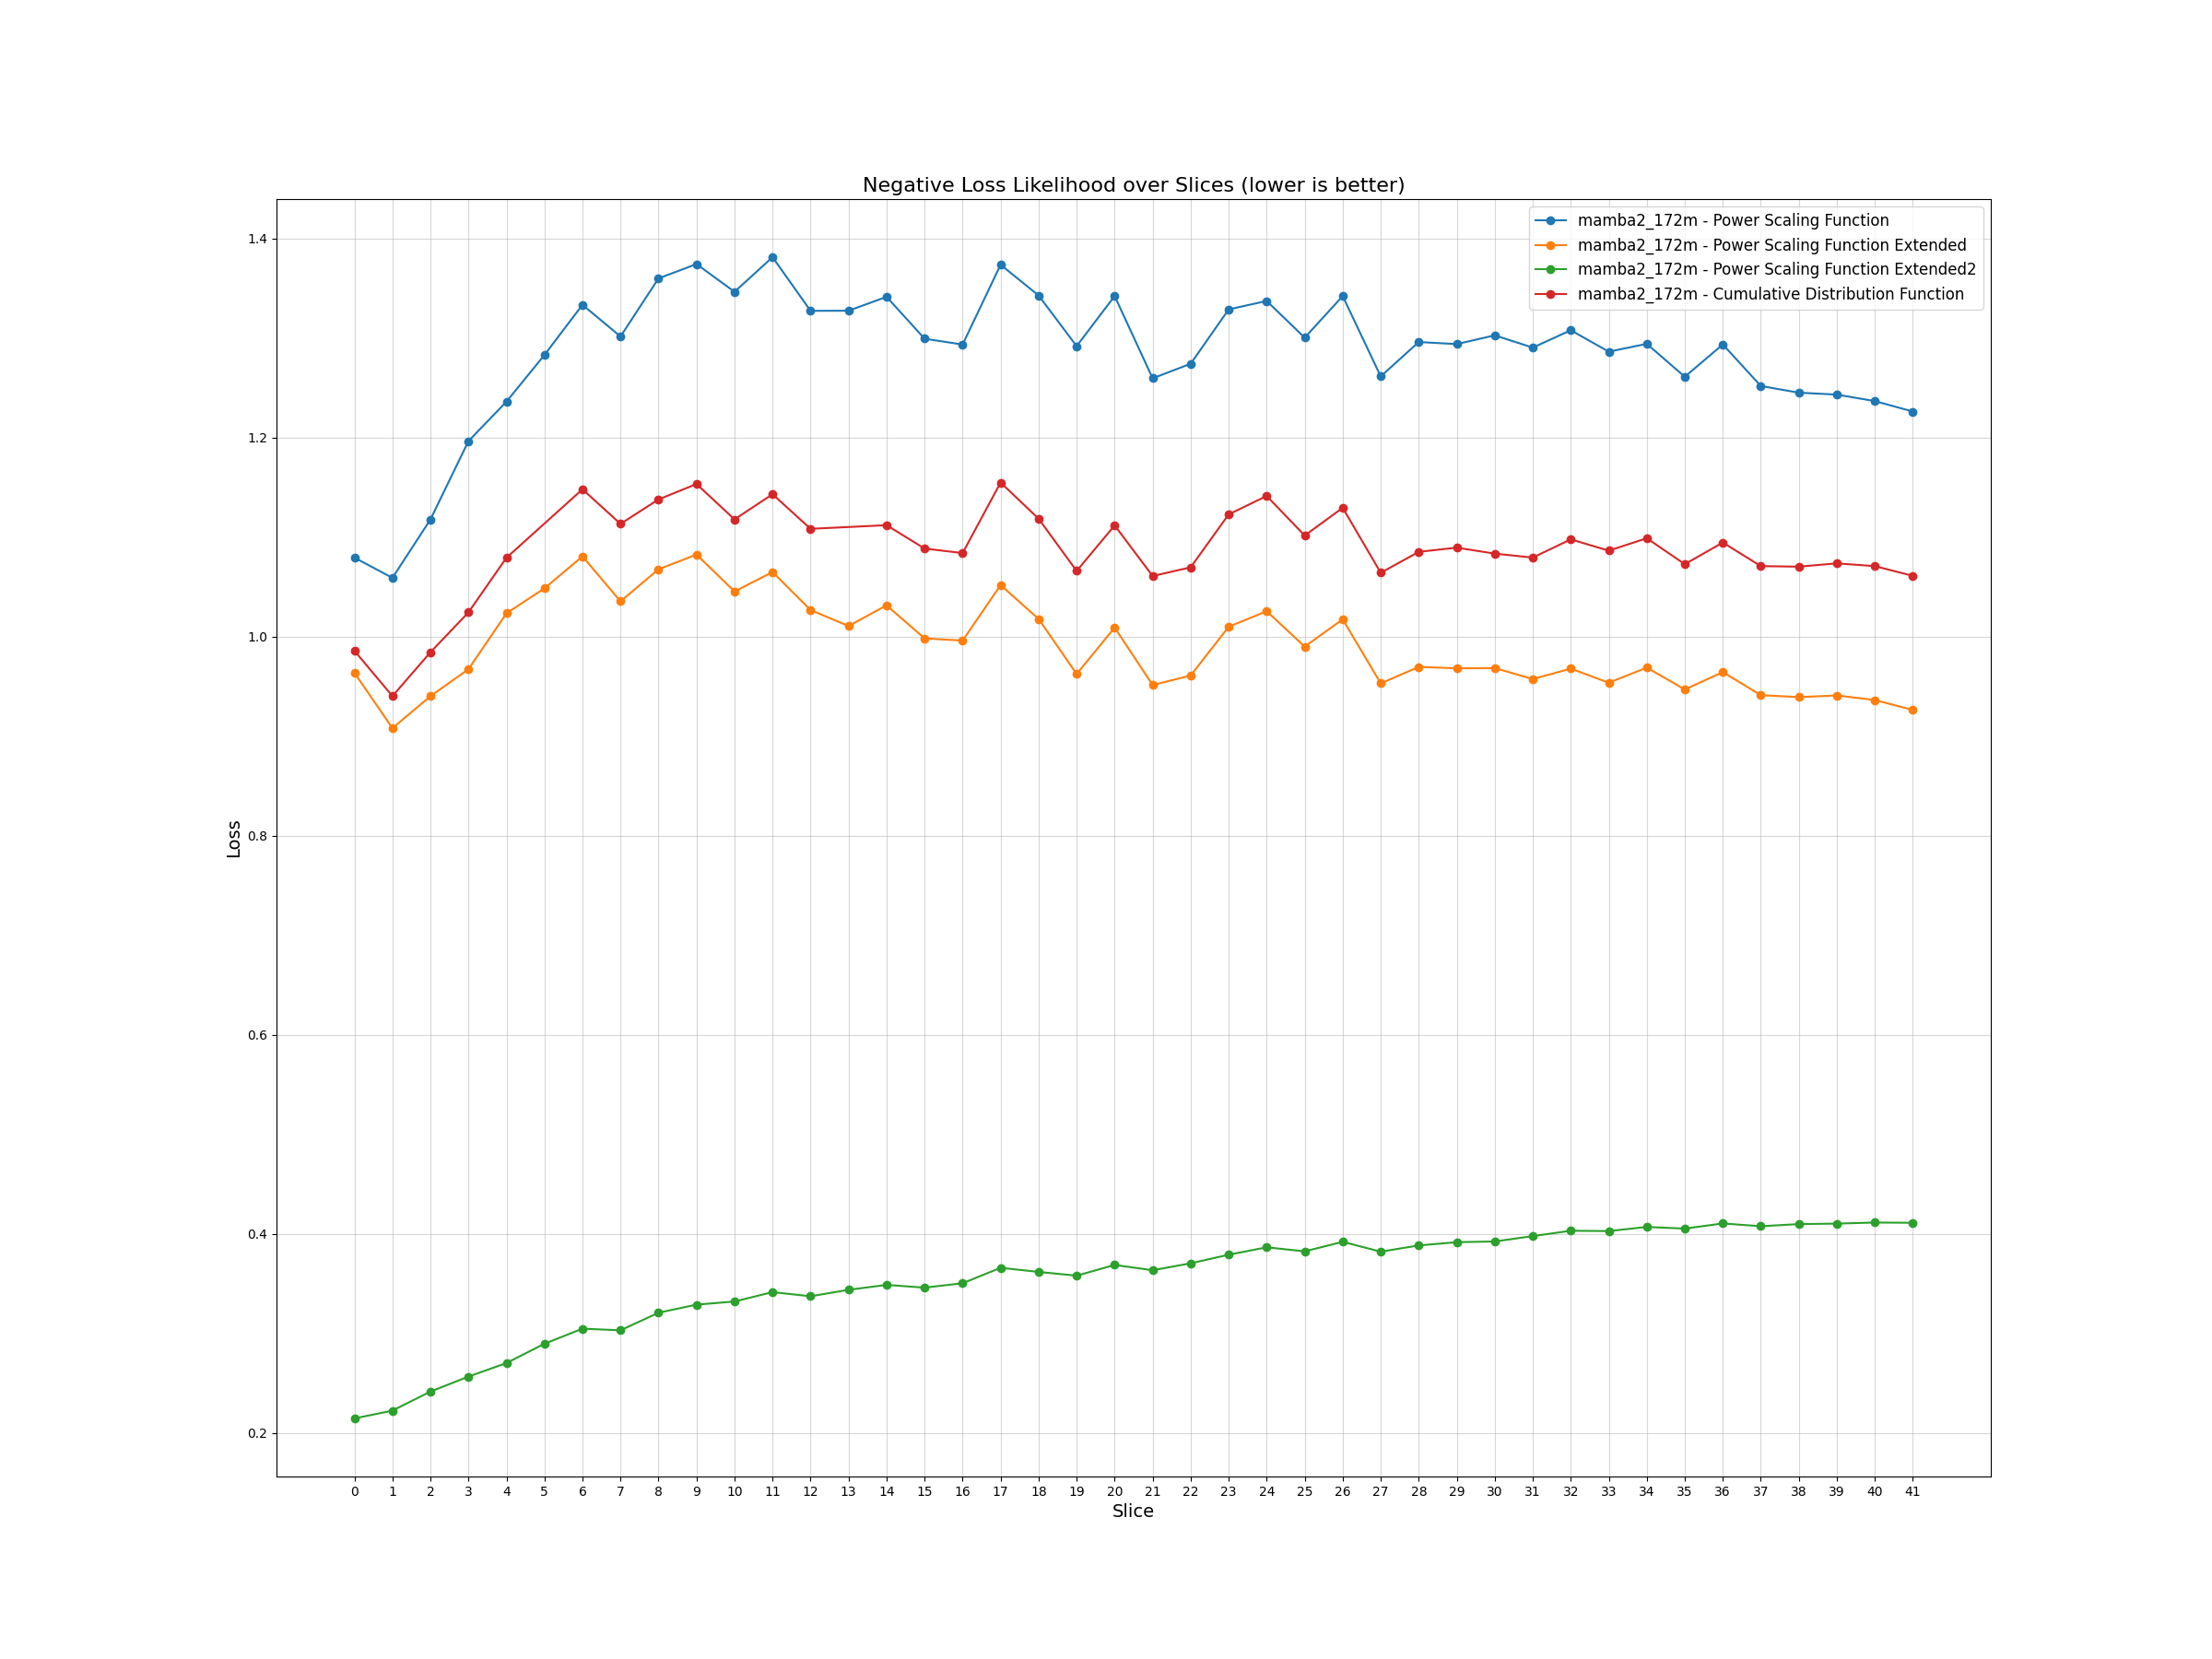 Negative Loss Likelihood over Slices (lower is better)
mamba2_172m - Power Scaling Function
mamba2_172m - Power Scaling Function Extended
mamba2_172m - Power Scaling Function Extended2
mamba2_172m - Cumulative Distribution Function
1.4
1.2
1.0
0.8
0.6
0.4
0.2
Loss
0 1 2 3 4 5 6 7 8 9 10 11 12 13 14 15 16 17 18 19 20 21 22 23 24 25 26 27 28 29 30 31 32 33 34 35 36 37 38 39 40 41
Slice